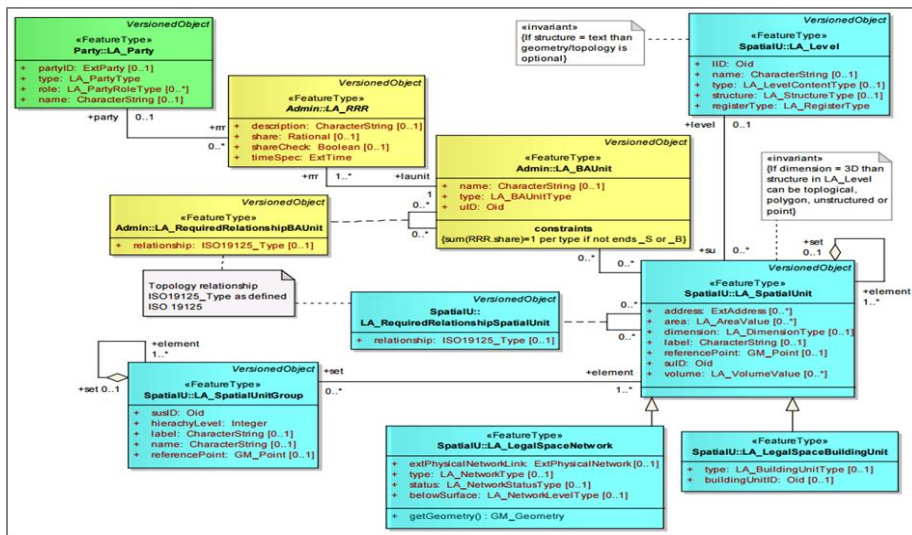 VersionedObject
«FeatureType»
Party::LA_Party
+ partyID: ExtParty [0..1]
+ type: LA_PartyType
+ role: LA_PartyRoleType [0..*]
+ name: CharacterString [0..1]
+party 0..1
+rrr
0..*
VersionedObject
«FeatureType»
Admin::LA_RRR
+ description: CharacterString [0..1]
+ share: Rational [0..1]
+ shareCheck: Boolean [0..1]
+ timeSpec: ExtTime
+rrr 1..* +launit
1
0..*
0..*
VersionedObject
«FeatureType»
Admin::LA_BAUnit
+ name: CharacterString [0..1]
+ type: LA_BAUnitType
+ uID: Oid
constraints
{sum(RRR.share)=1 per type if not ends _S or _B}
0..*
0..*
«invariant»
{If structure = text than
geometry/topology is
optional}
VersionedObject
«FeatureType»
SpatialU::LA_Level
+ lID: Oid
+ name: CharacterString [0..1]
+ type: LA_LevelContentType [0..1]
+ structure: LA_StructureType [0..1]
+ registerType: LA_RegisterType
+level 0..1
«invariant»
{If dimension = 3D than
structure in LA_Level
can be toplogical,
polygon, unstructured or
point}
+su 0..*
+set
0..1
+element
1..*
VersionedObject
«FeatureType»
Admin::LA_RequiredRelationshipBAUnit
+ relationship: ISO19125_Type [0..1]
Topology relationship
ISO19125_Type as defined
ISO 19125
VersionedObject
«FeatureType»
SpatialU::
LA_RequiredRelationshipSpatialUnit
+ relationship: ISO19125_Type [0..1]
0..*
0..*
VersionedObject
«FeatureType»
SpatialU::LA_SpatialUnit
+ address: ExtAddress [0..*]
+ area: LA_AreaValue [0..*]
+ dimension: LA_DimensionType [0..1]
+ label: CharacterString [0..1]
+ referencePoint: GM_Point [0..1]
+ suID: Oid
+ volume: LA_VolumeValue [0..*]
+element
1..*
+set 0..1
+set
0..*
+element
1..*
VersionedObject
«FeatureType»
SpatialU::LA_SpatialUnitGroup
+ susID: Oid
+ hierachyLevel: Integer
+ label: CharacterString [0..1]
+ name: CharacterString [0..1]
+ referencePoint: GM_Point [0..1]
«FeatureType»
SpatialU::LA_LegalSpaceNetwork
+ extPhysicalNetworkLink: ExtPhysicalNetwork [0..1]
+ type: LA_NetworkType [0..1]
+ status: LA_NetworkStatusType [0..1]
+ belowSurface: LA_NetworkLevelType [0..1]
+ getGeometry() : GM_Geometry
«FeatureType»
SpatialU::LA_LegalSpaceBuildingUnit
+ type: LA_BuildingUnitType [0..1]
+ buildingUnitID: Oid [0..1]